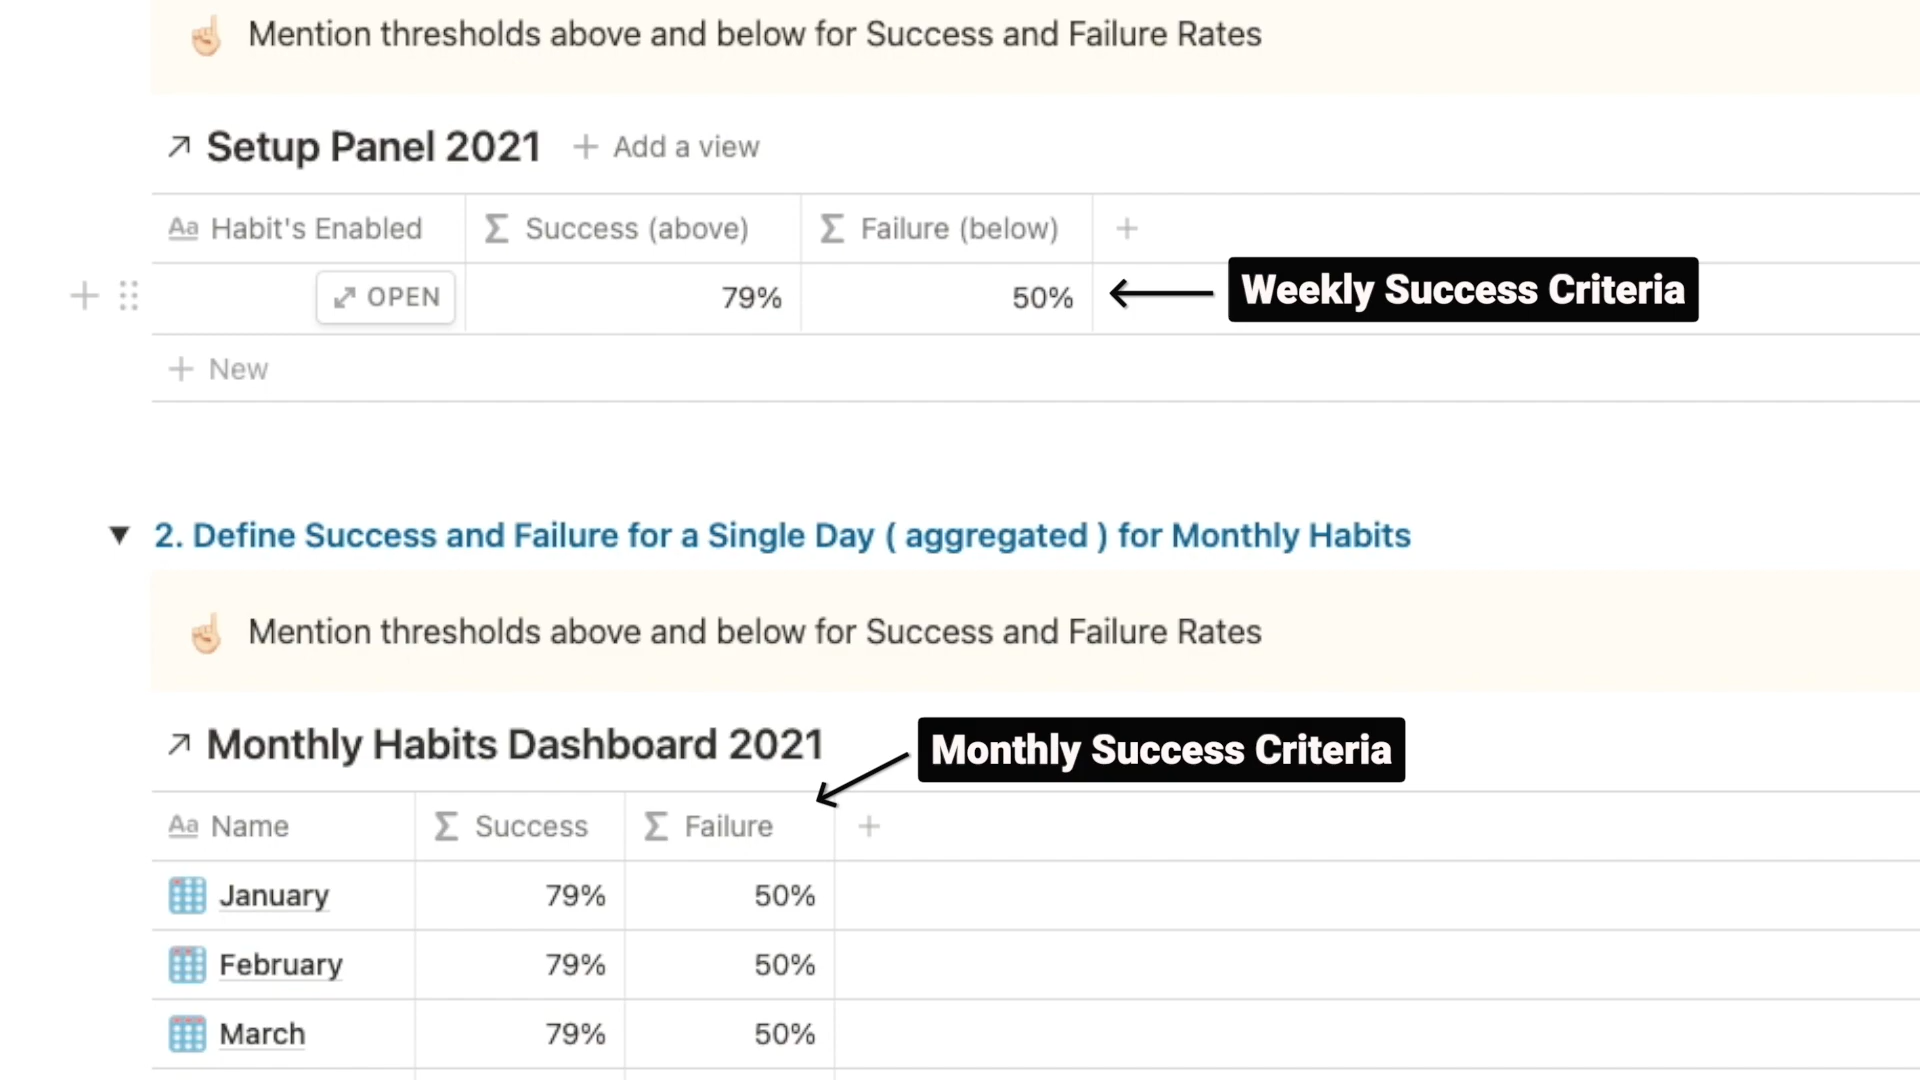 Mention thresholds above and below for Success and Failure Rates
Setup Panel 2021 + Add a view
Aa Habit's Enabled Σ Success (above) Σ Failure (below) +
OPEN 79% 50% Weekly Success Criteria
+ New
2. Define Success and Failure for a Single Day ( aggregated ) for Monthly Habits
Mention thresholds above and below for Success and Failure Rates
Monthly Habits Dashboard 2021 Monthly Success Criteria
Aa Name Σ Success Σ Failure +
January 79% 50%
February 79% 50%
March 79% 50%